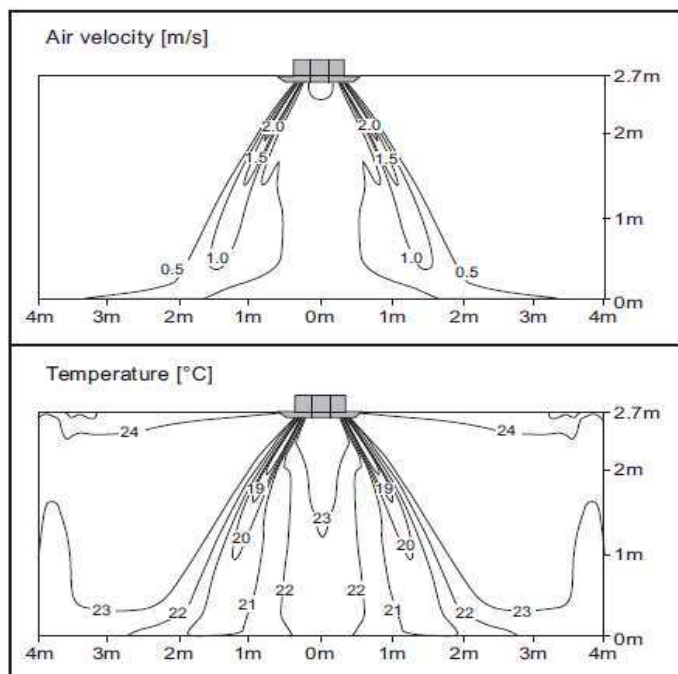 Air velocity [m/s]
2.7m
2.0 2.0
2m
1.5 1.5
1m
1.0 1.0
0.5 0.5
0m
4m 3m 2m 1m 0m 1m 2m 3m 4m
Temperature [°C]
2.7m
24 24
2m
19 19
23
20 20
1m
23 22 21 22 22 21 22 23
0m
4m 3m 2m 1m 0m 1m 2m 3m 4m